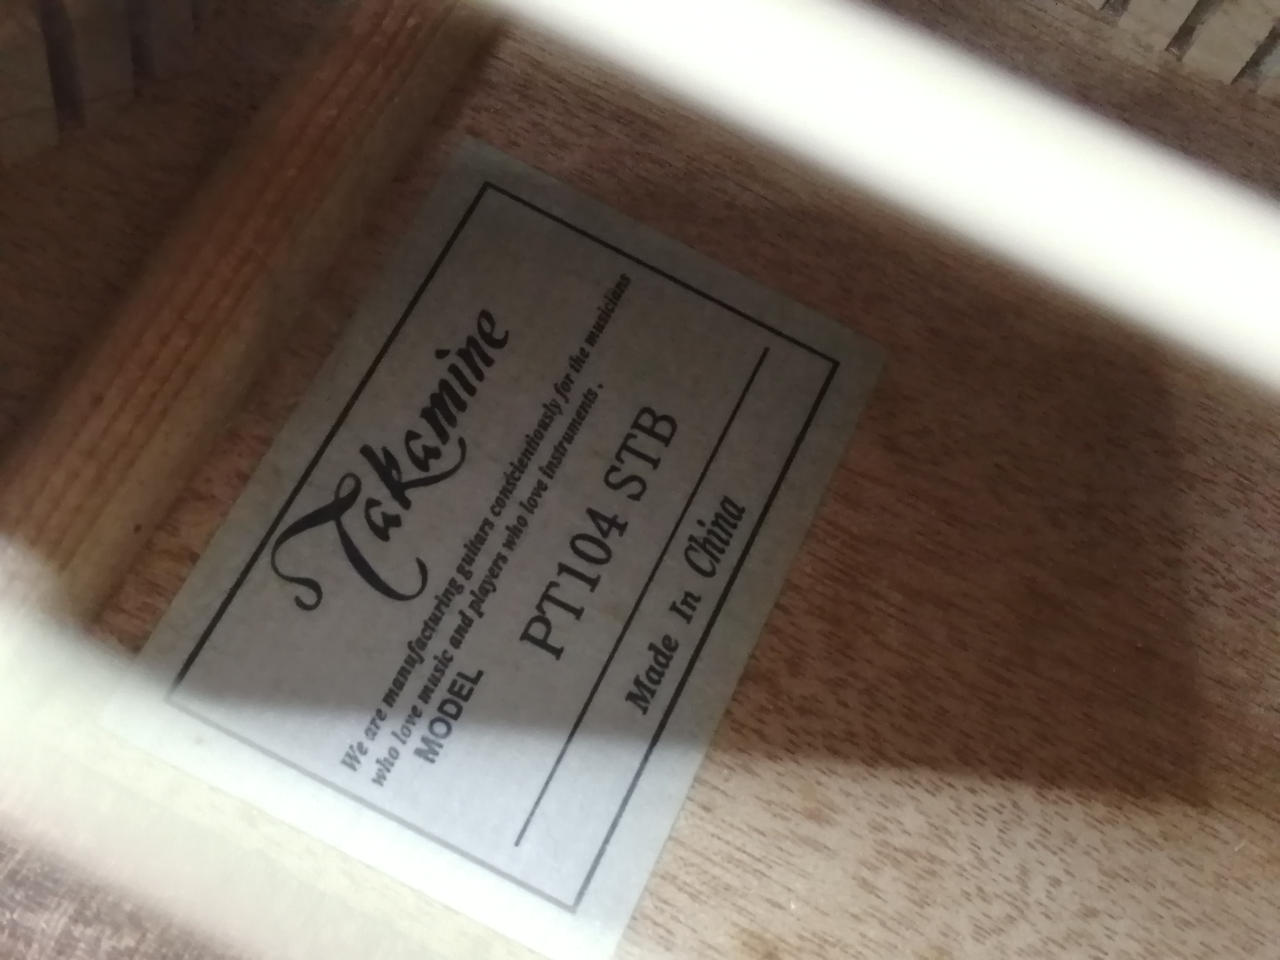 Takamine
We are manufacturing guitars conscientiously for the musicians
who love music and players who love instruments.
MODEL
PT104 STB
Made In China